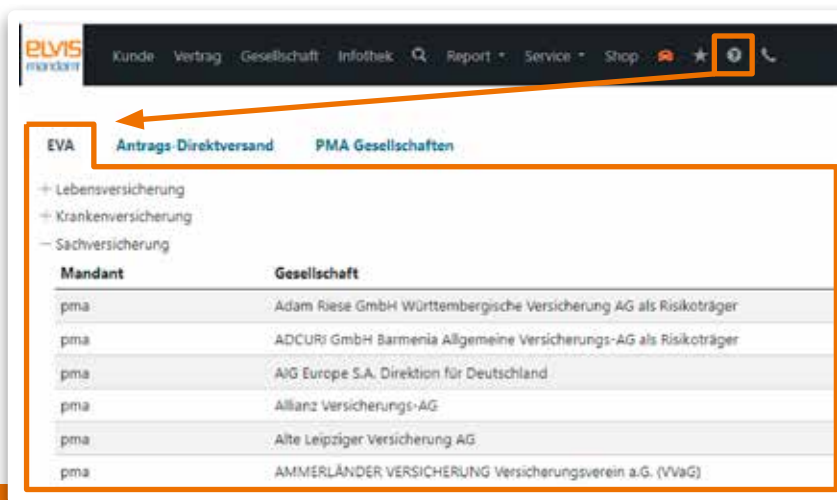 ELVIS
mandant
Kunde Vertrag Gesellschaft Infothek Report Service Shop
EVA Antrags-Direktversand PMA Gesellschaften
+ Lebensversicherung
+ Krankenversicherung
− Sachversicherung
Mandant Gesellschaft
pma Adam Riese GmbH Württembergische Versicherung AG als Risikoträger
pma ADCURI GmbH Barmenia Allgemeine Versicherungs-AG als Risikoträger
pma AIG Europe S.A. Direktion für Deutschland
pma Allianz Versicherungs-AG
pma Alte Leipziger Versicherung AG
pma AMMERLÄNDER VERSICHERUNG Versicherungsverein a.G. (VVaG)